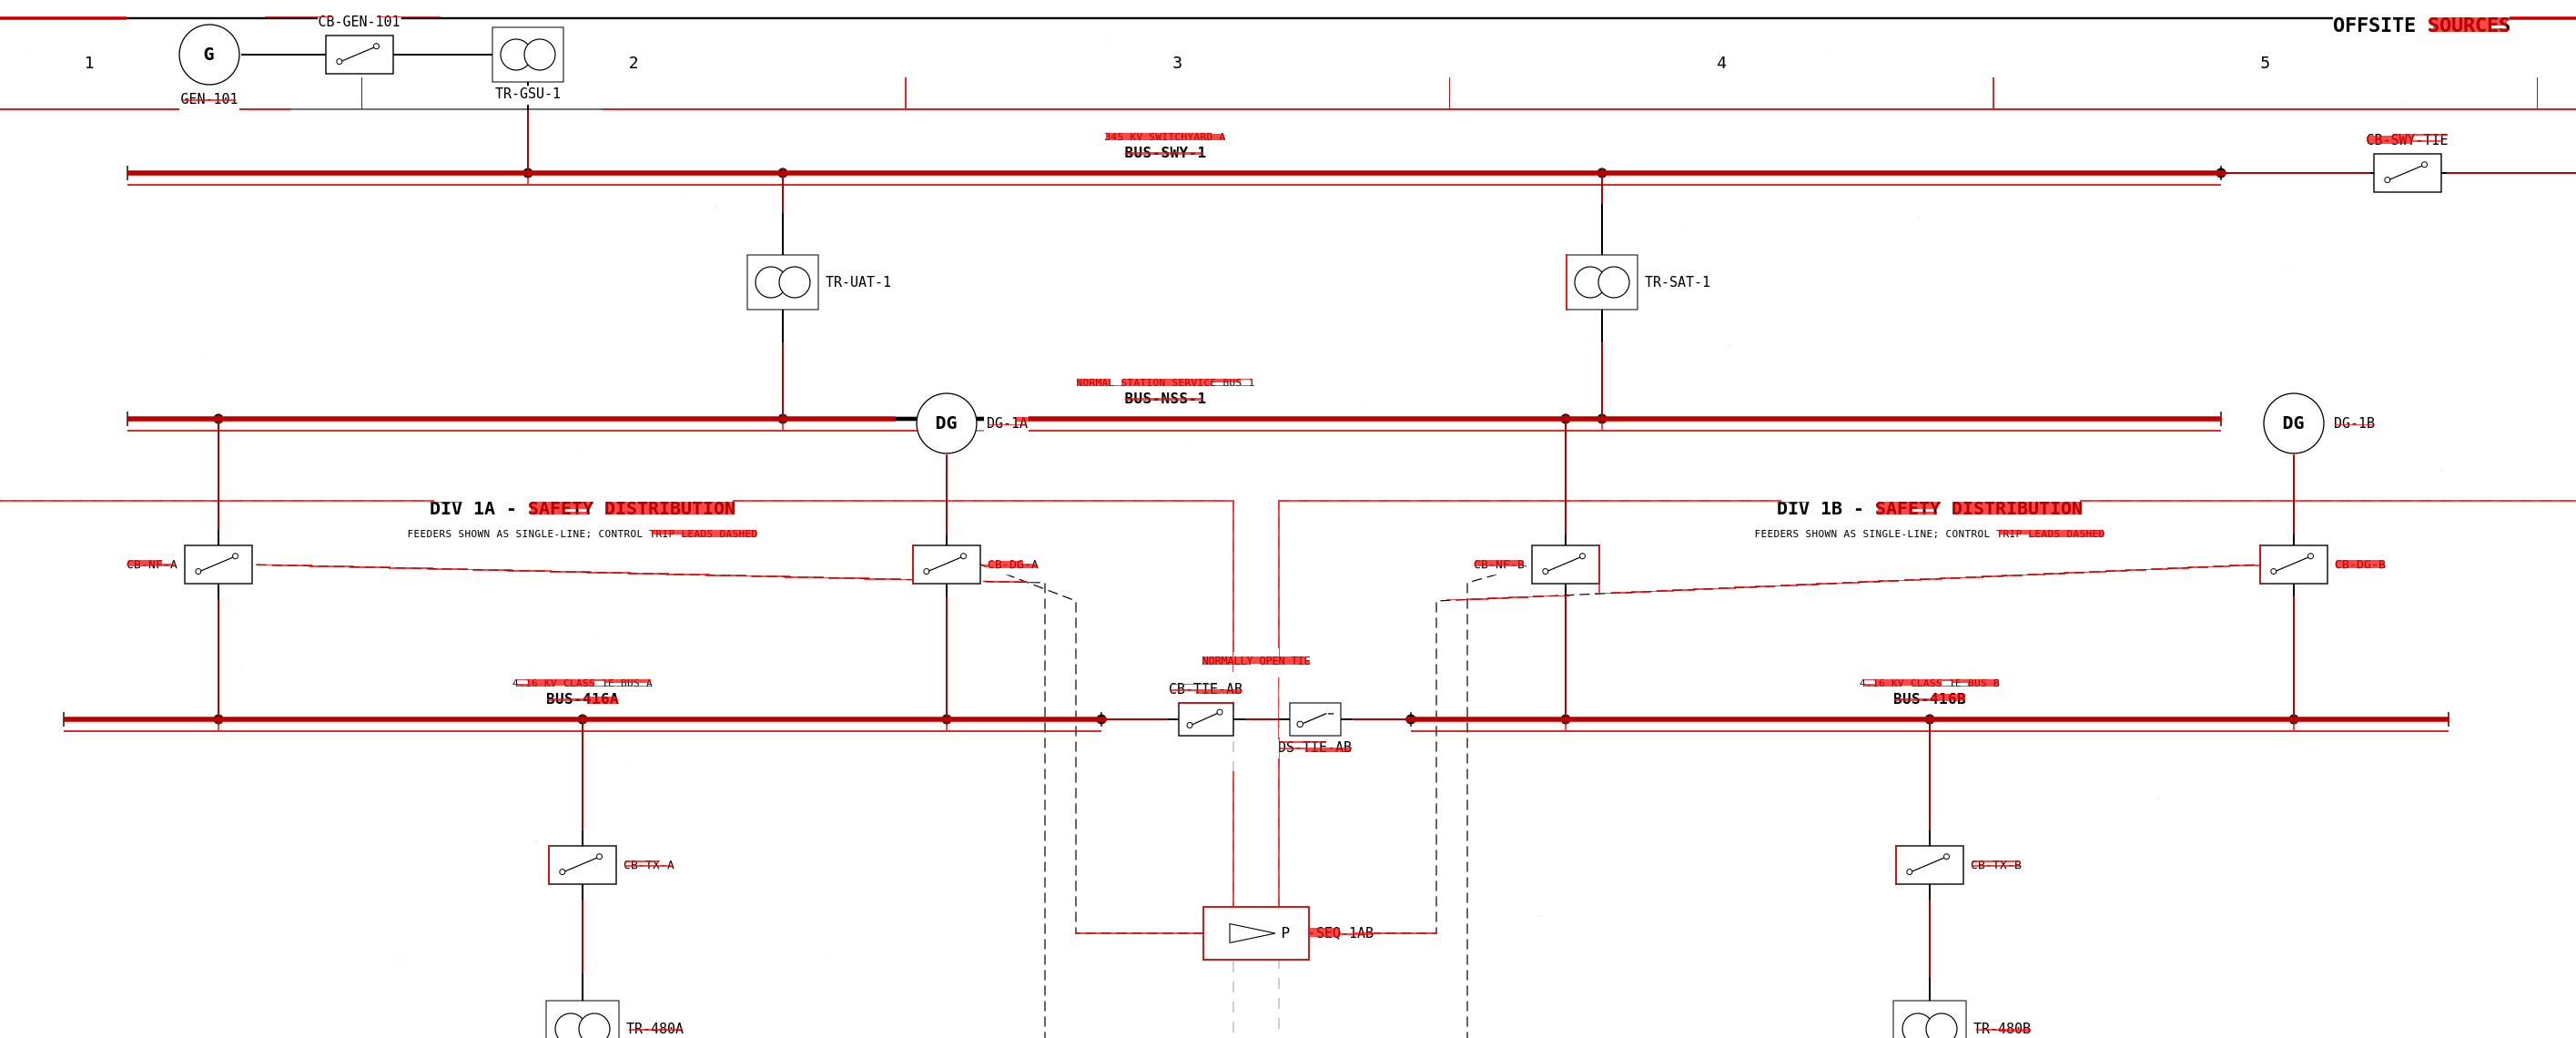 CB-GEN-101
OFFSITE SOURCES
G
1
2
3
4
5
GEN-101
TR-GSU-1
345 KV SWITCHYARD A
BUS-SWY-1
CB-SWY-TIE
TR-UAT-1
TR-SAT-1
NORMAL STATION SERVICE BUS 1
BUS-NSS-1
DG
DG-1A
DG
DG-1B
DIV 1A - SAFETY DISTRIBUTION
DIV 1B - SAFETY DISTRIBUTION
FEEDERS SHOWN AS SINGLE-LINE; CONTROL TRIP LEADS DASHED
FEEDERS SHOWN AS SINGLE-LINE; CONTROL TRIP LEADS DASHED
CB-NF-A
CB-DG-A
CB-NF-B
CB-DG-B
NORMALLY OPEN TIE
4.16 KV CLASS 1E BUS A
CB-TIE-AB
4.16 KV CLASS 1E BUS B
BUS-416A
BUS-416B
DS-TIE-AB
CB-TX-A
CB-TX-B
P
SEQ-1AB
TR-480A
TR-480B